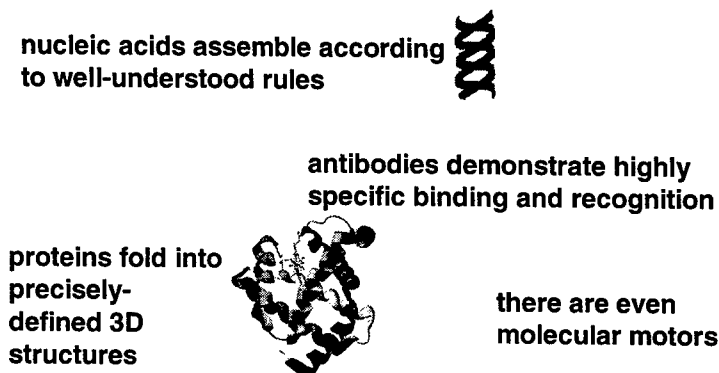 nucleic acids assemble according
to well-understood rules
antibodies demonstrate highly
specific binding and recognition
proteins fold into
precisely-
defined 3D
structures
there are even
molecular motors